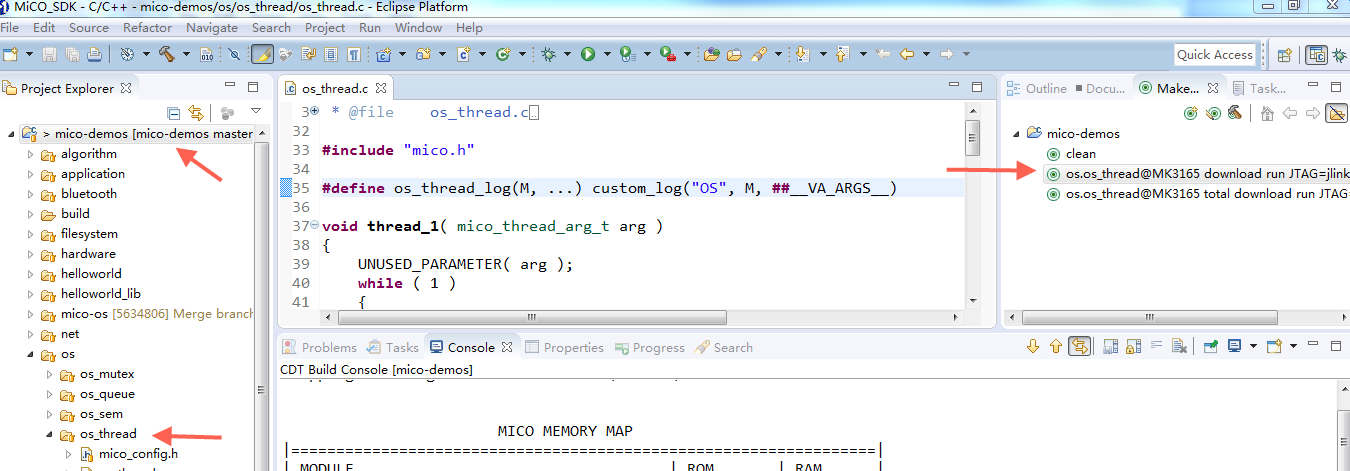 MiCO_SDK - C/C++ - mico-demos/os/os_thread/os_thread.c - Eclipse Platform
File Edit Source Refactor Navigate Search Project Run Window Help
Quick Access
Project Explorer
> mico-demos [mico-demos master
algorithm
application
bluetooth
build
filesystem
hardware
helloworld
helloworld_lib
mico-os [5634806] Merge branch
net
os
os_mutex
os_queue
os_sem
os_thread
mico_config.h
os_thread.c
3 * @file os_thread.c
32
33 #include "mico.h"
34
35 #define os_thread_log(M, ...) custom_log("OS", M, ##__VA_ARGS__)
36
37 void thread_1( mico_thread_arg_t arg )
38 {
39 UNUSED_PARAMETER( arg );
40 while ( 1 )
41 {
Outline Docu... Make... Task...
mico-demos
clean
os.os_thread@MK3165 download run JTAG=jlink
os.os_thread@MK3165 total download run JTAG=
Problems Tasks Console Properties Progress Search
CDT Build Console [mico-demos]
MICO MEMORY MAP
|=================================================================|
| MODULE | ROM | RAM |